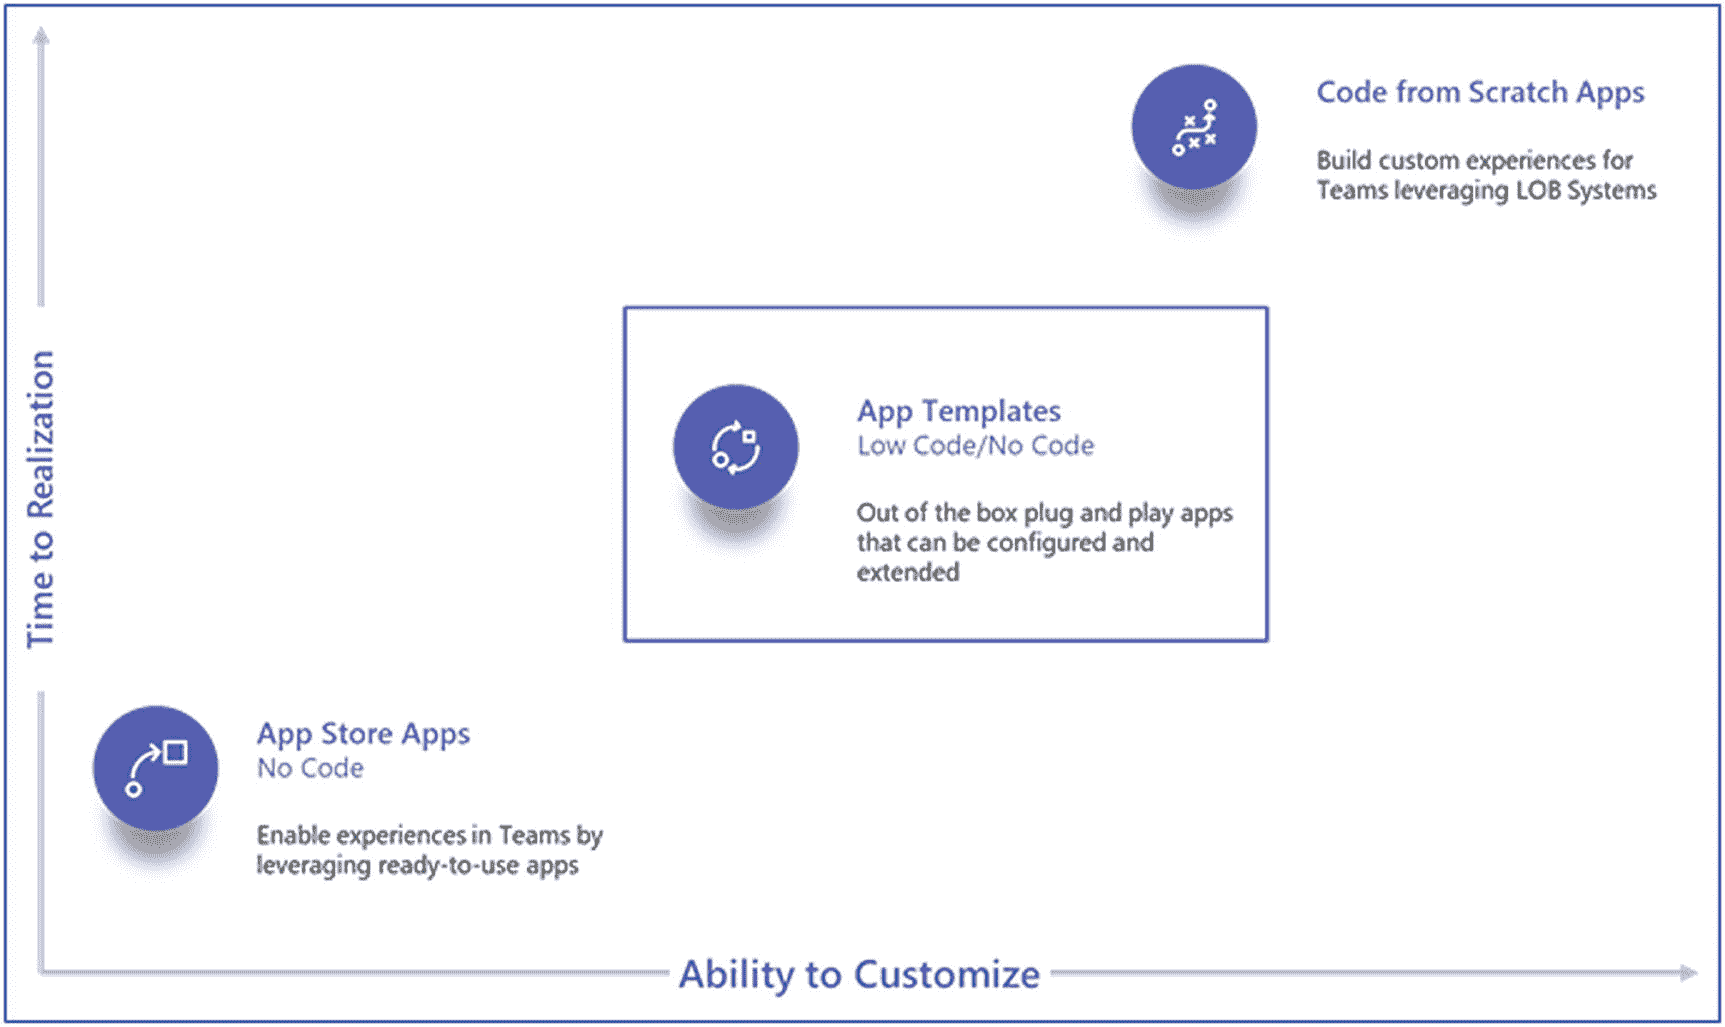 Code from Scratch Apps
Build custom experiences for
Teams leveraging LOB Systems
Time to Realization
App Templates
Low Code/No Code
Out of the box plug and play apps
that can be configured and
extended
App Store Apps
No Code
Enable experiences in Teams by
leveraging ready-to-use apps
Ability to Customize